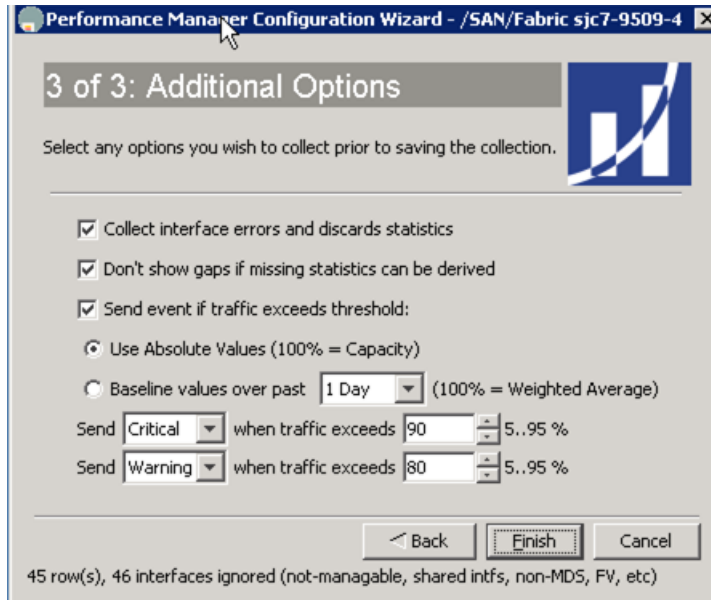 Performance Manager Configuration Wizard - /SAN/Fabric sjc7-9509-4
3 of 3: Additional Options
Select any options you wish to collect prior to saving the collection.
Collect interface errors and discards statistics
Don't show gaps if missing statistics can be derived
Send event if traffic exceeds threshold:
Use Absolute Values (100% = Capacity)
Baseline values over past 1 Day (100% = Weighted Average)
Send Critical when traffic exceeds 90 5..95 %
Send Warning when traffic exceeds 80 5..95 %
Back Finish Cancel
45 row(s), 46 interfaces ignored (not-managable, shared intfs, non-MDS, FV, etc)